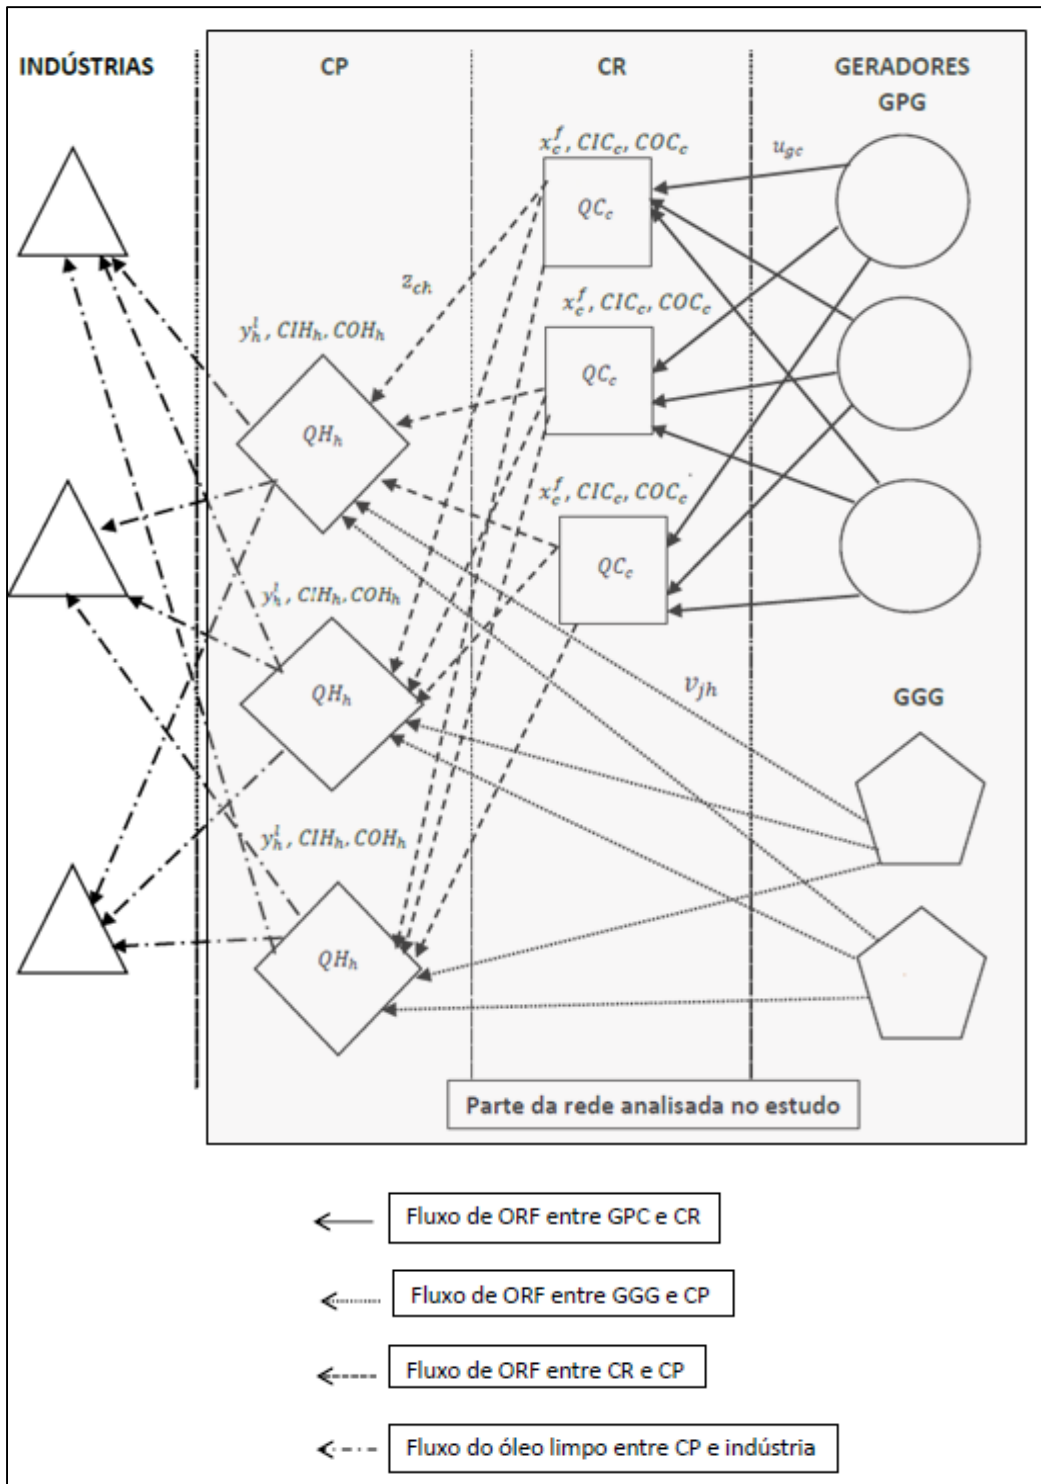 INDÚSTRIAS CP CR GERADORES
GPG
x_c^f, CIC_c, COC_c
u_gc
QC_c
z_ch
x_c^f, CIC_c, COC_c
y_h^l, CIH_h, COH_h
QC_c
QH_h
x_c^f, CIC_c, COC_c
QC_c
y_h^l, CIH_h, COH_h
QH_h
v_jh
GGG
y_h^l, CIH_h, COH_h
QH_h
Parte da rede analisada no estudo
Fluxo de ORF entre GPC e CR
Fluxo de ORF entre GGG e CP
Fluxo de ORF entre CR e CP
Fluxo do óleo limpo entre CP e indústria